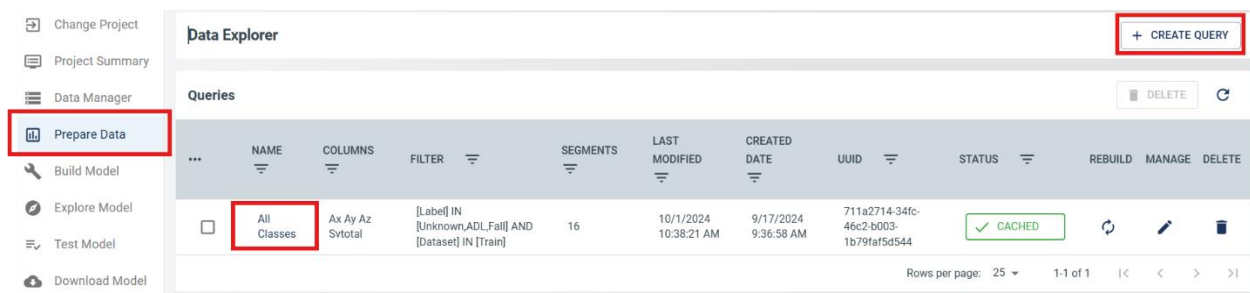 Change Project
Project Summary
Data Manager
Prepare Data
Build Model
Explore Model
Test Model
Download Model
Data Explorer
+ CREATE QUERY
Queries
DELETE
... NAME COLUMNS FILTER SEGMENTS LAST MODIFIED CREATED DATE UUID STATUS REBUILD MANAGE DELETE
All Classes
Ax Ay Az
Svtotal
[Label] IN
[Unknown,ADL,Fall] AND
[Dataset] IN [Train]
16
10/1/2024
10:38:21 AM
9/17/2024
9:36:58 AM
711a2714-34fc-
46c2-b003-
1b79faf5d544
CACHED
Rows per page: 25 1-1 of 1